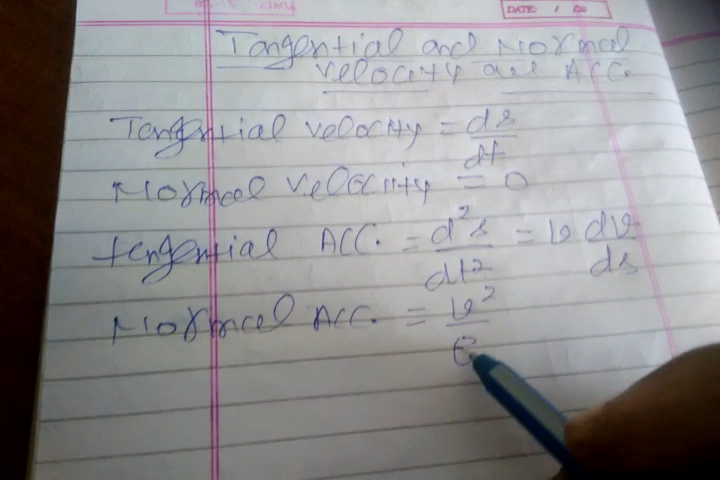 DATE: / 20
Tangential and Normal
velocity and Acc.
Tangential velocity = ds/dt
Normal velocity = 0
tangential Acc. = d²s/dt² = v dv/ds
Normal Acc. = v²/